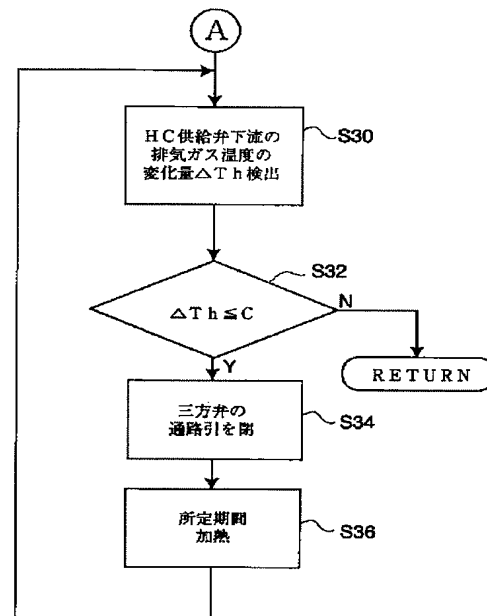 A
HC供給弁下流の
排気ガス温度の
変化量△Th検出
S30
S32
△Th≦C
N
RETURN
Y
三方弁の
通路引を閉
S34
所定期間
加熱
S36